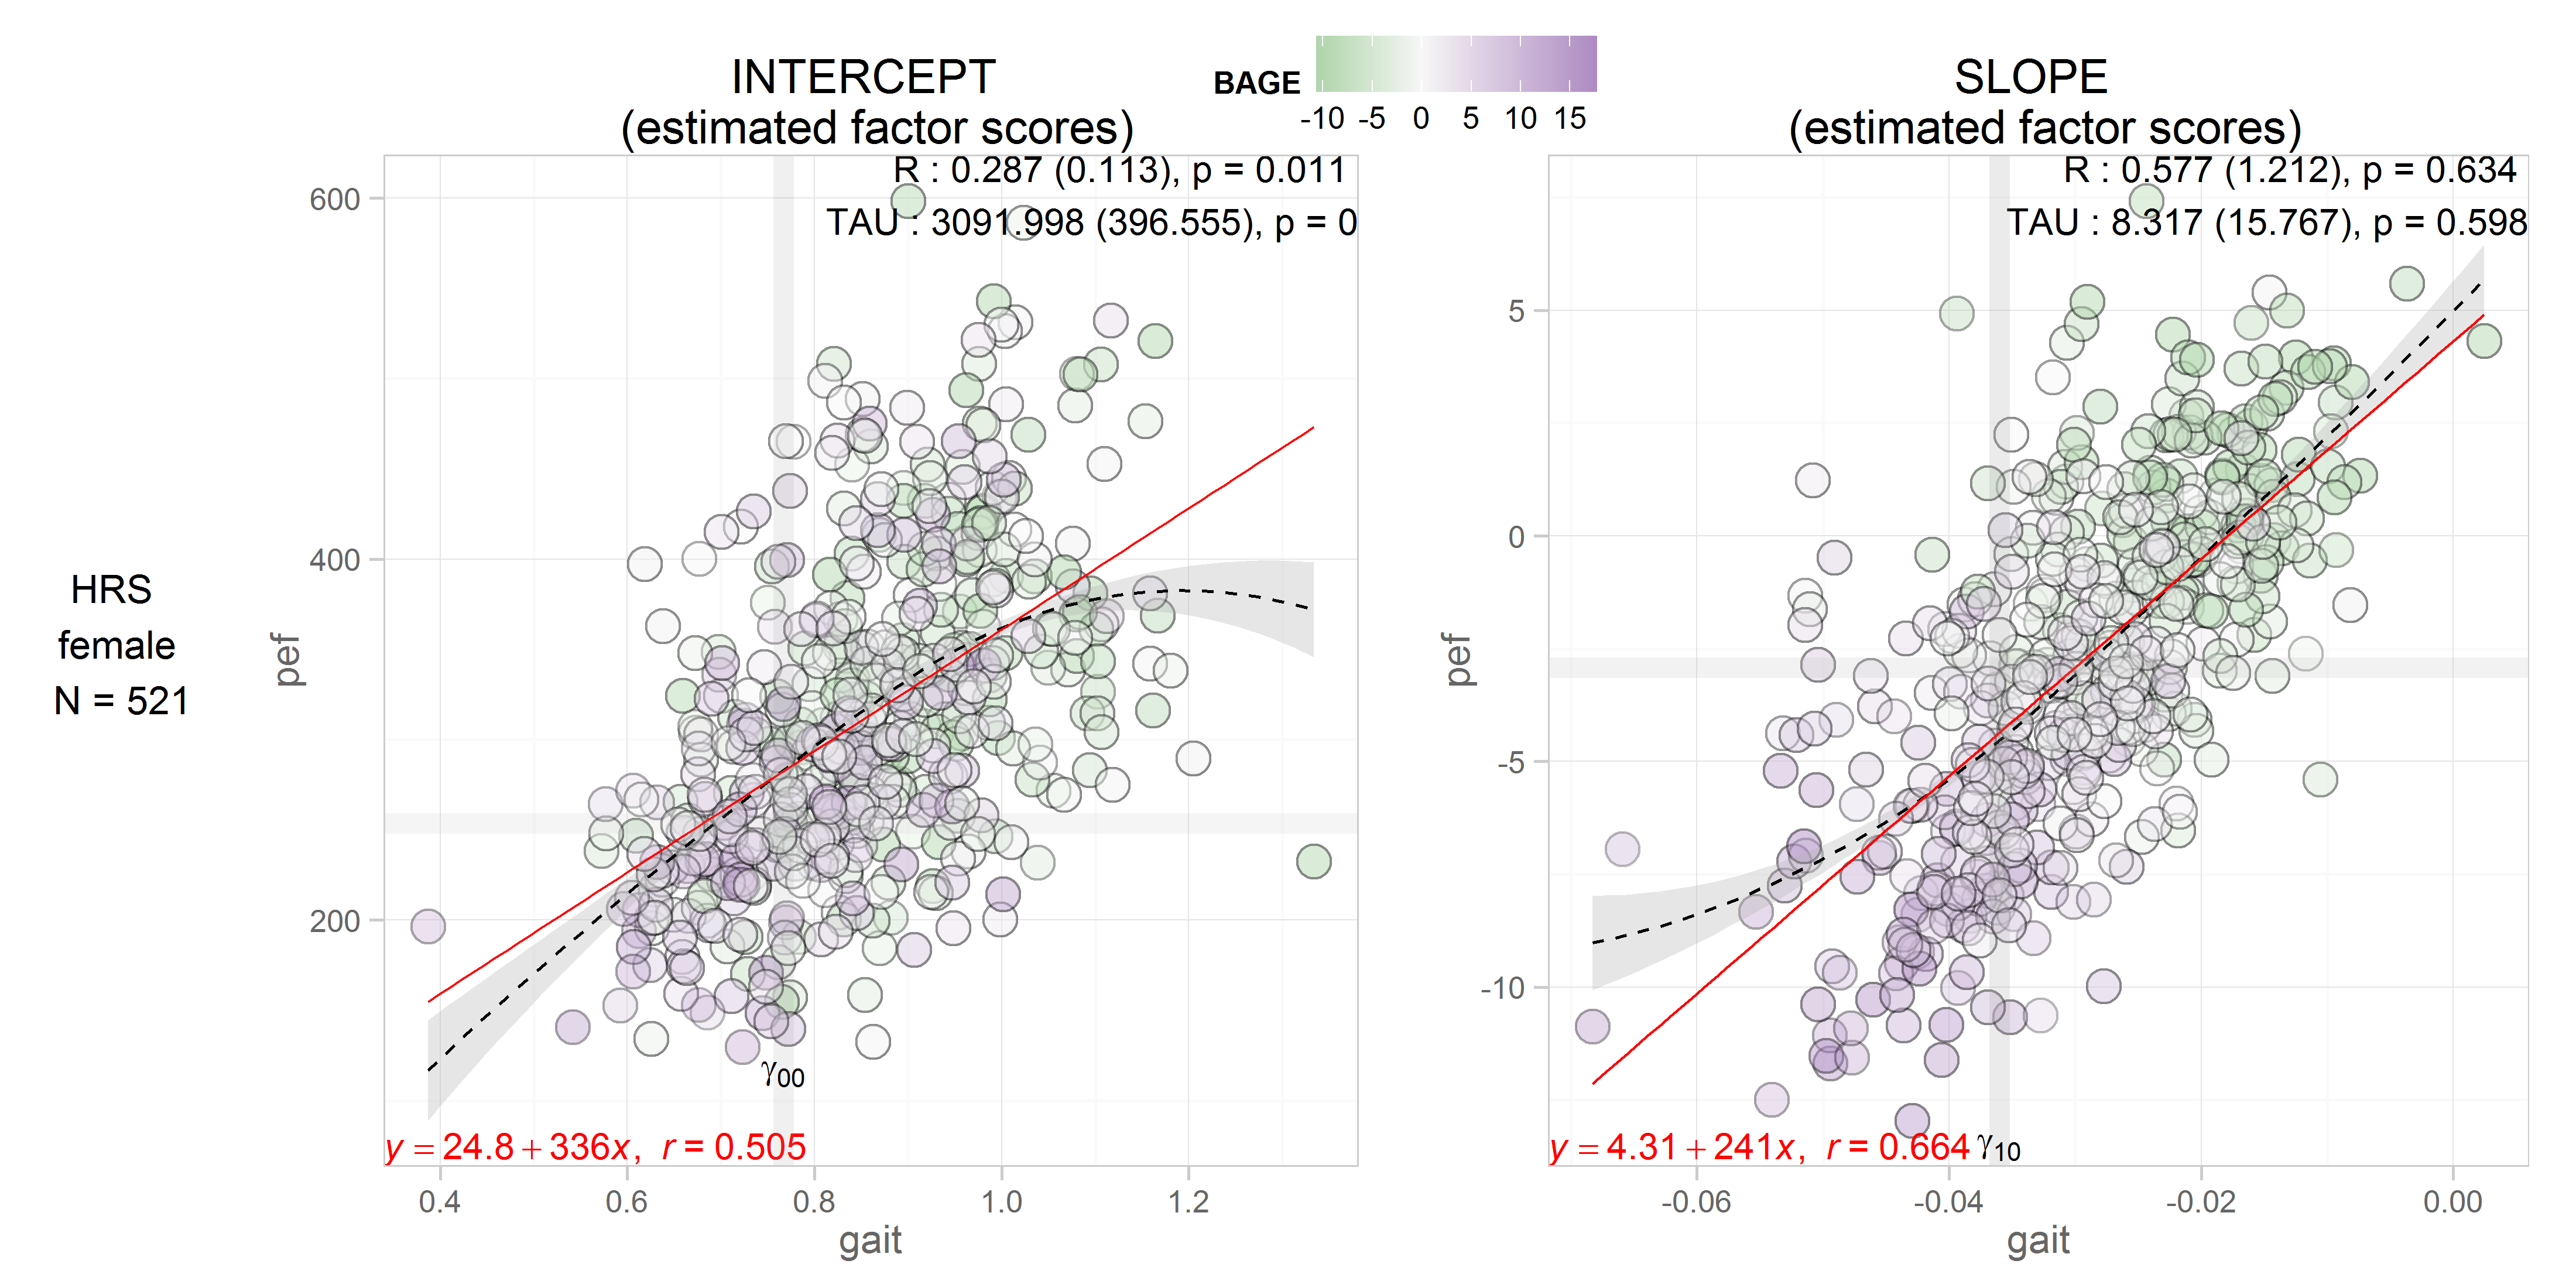 BAGE
-10 -5 0 5 10 15
INTERCEPT
(estimated factor scores)
R : 0.287 (0.113), p = 0.011
TAU : 3091.998 (396.555), p = 0
600
400
200
pef
HRS
female
N = 521
γ00
y = 24.8 + 336x, r = 0.505
0.4 0.6 0.8 1.0 1.2
gait
SLOPE
(estimated factor scores)
R : 0.577 (1.212), p = 0.634
TAU : 8.317 (15.767), p = 0.598
5
0
-5
-10
pef
y = 4.31 + 241x, r = 0.664
γ10
-0.06 -0.04 -0.02 0.00
gait